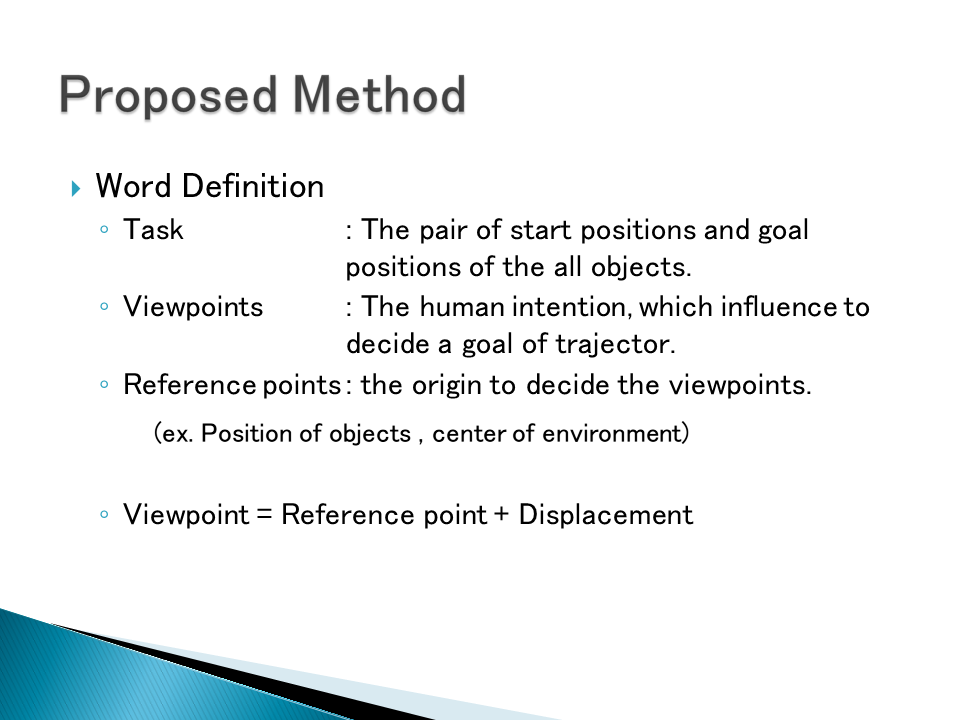 Proposed Method
Word Definition
Task : The pair of start positions and goal
positions of the all objects.
Viewpoints : The human intention, which influence to
decide a goal of trajector.
Reference points : the origin to decide the viewpoints.
(ex. Position of objects , center of environment)
Viewpoint = Reference point + Displacement